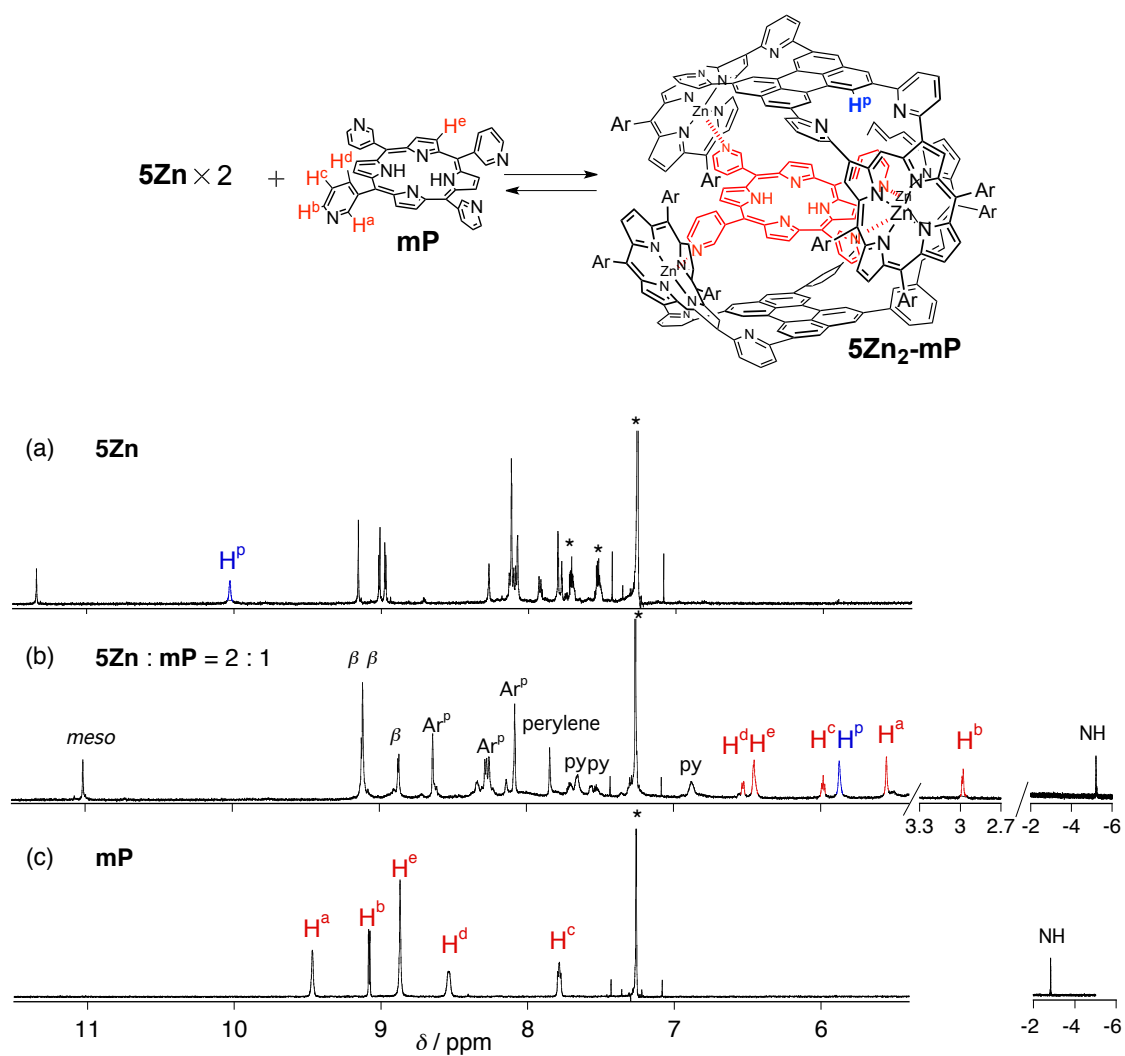 5Zn × 2 + mP
N
N
N
N
NH
N
HN
N
Hᵃ
Hᵇ
Hᶜ
Hᵈ
Hᵉ
Zn
Zn
Zn
Zn
Ar
Ar
Ar
Ar
Ar
Ar
Ar
Ar
NH
HN
Hᵖ
5Zn₂-mP
(a) 5Zn
Hᵖ
*
*
*
(b) 5Zn : mP = 2 : 1
meso
β β
β
Arᵖ
Arᵖ
Arᵖ
perylene
py
py
*
py
Hᵈ
Hᵉ
Hᶜ
Hᵖ
Hᵃ
Hᵇ
NH
3.3 3 2.7 -2 -4 -6
(c) mP
Hᵃ
Hᵇ
Hᵉ
Hᵈ
Hᶜ
*
NH
-2 -4 -6
11 10 9 8 7 6
δ / ppm